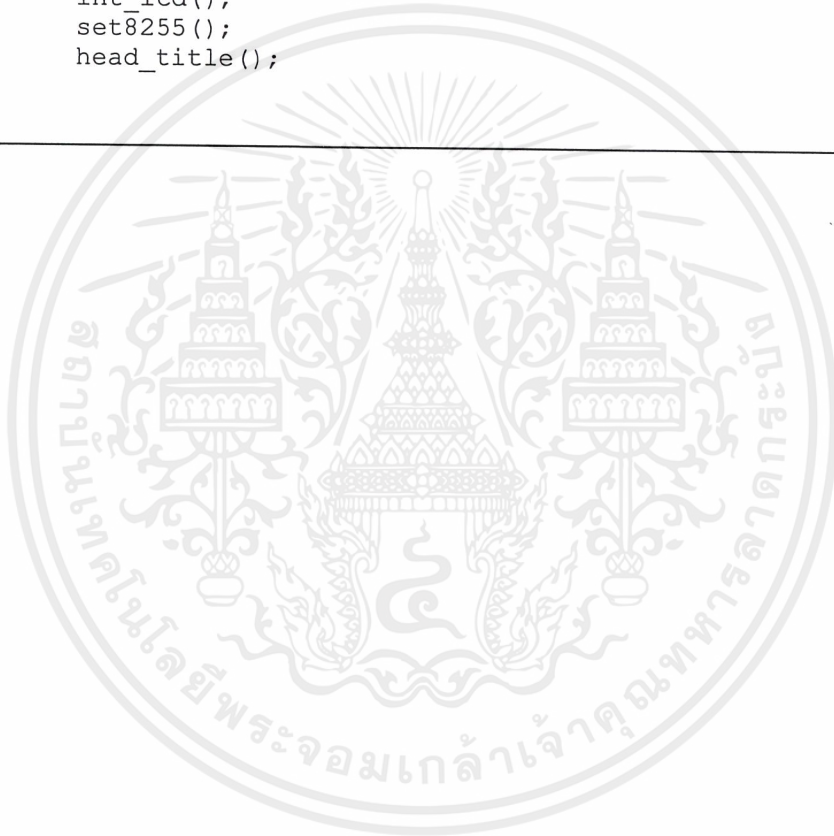 int_lcd();
set8255();
head_title();
สถาบันเทคโนโลยีพระจอมเกล้าเจ้าคุณทหารลาดกระบัง